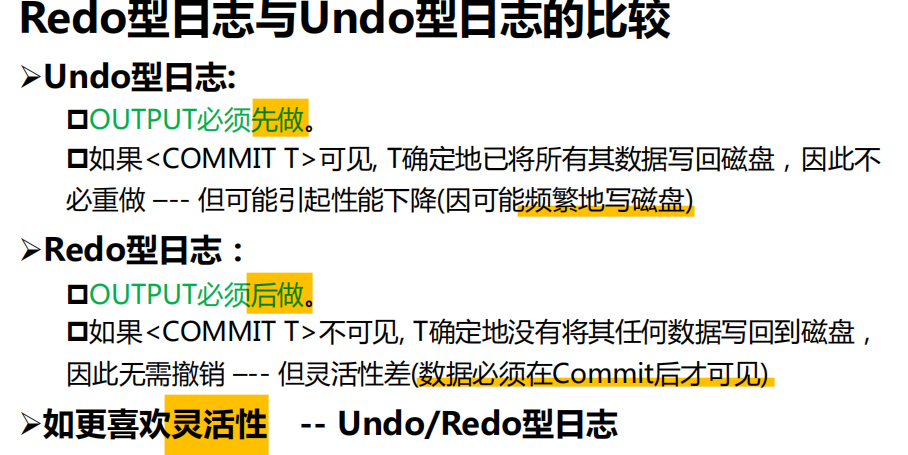 Redo型日志与Undo型日志的比较
➢Undo型日志:
❑OUTPUT必须先做。
❑如果<COMMIT T>可见, T确定地已将所有其数据写回磁盘，因此不
必重做 –-- 但可能引起性能下降(因可能频繁地写磁盘)
➢Redo型日志：
❑OUTPUT必须后做。
❑如果<COMMIT T>不可见, T确定地没有将其任何数据写回到磁盘，
因此无需撤销 –-- 但灵活性差(数据必须在Commit后才可见)
➢如更喜欢灵活性 -- Undo/Redo型日志